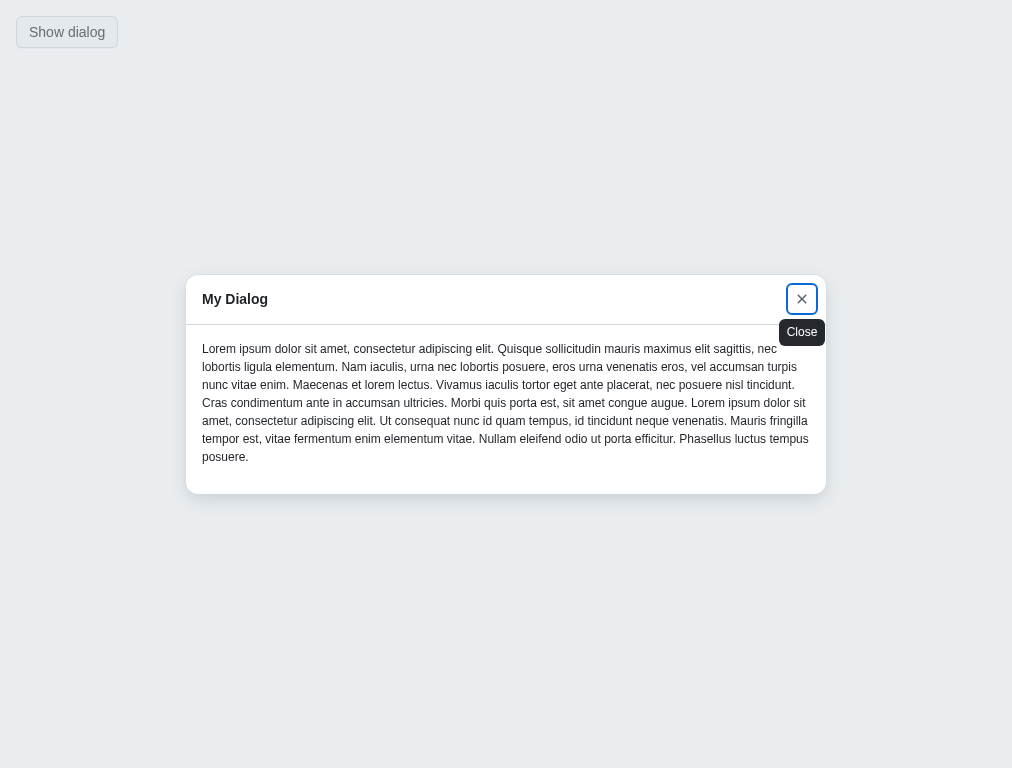 Show dialog
My Dialog
Close
Lorem ipsum dolor sit amet, consectetur adipiscing elit. Quisque sollicitudin mauris maximus elit sagittis, nec
lobortis ligula elementum. Nam iaculis, urna nec lobortis posuere, eros urna venenatis eros, vel accumsan turpis
nunc vitae enim. Maecenas et lorem lectus. Vivamus iaculis tortor eget ante placerat, nec posuere nisl tincidunt.
Cras condimentum ante in accumsan ultricies. Morbi quis porta est, sit amet congue augue. Lorem ipsum dolor sit
amet, consectetur adipiscing elit. Ut consequat nunc id quam tempus, id tincidunt neque venenatis. Mauris fringilla
tempor est, vitae fermentum enim elementum vitae. Nullam eleifend odio ut porta efficitur. Phasellus luctus tempus
posuere.